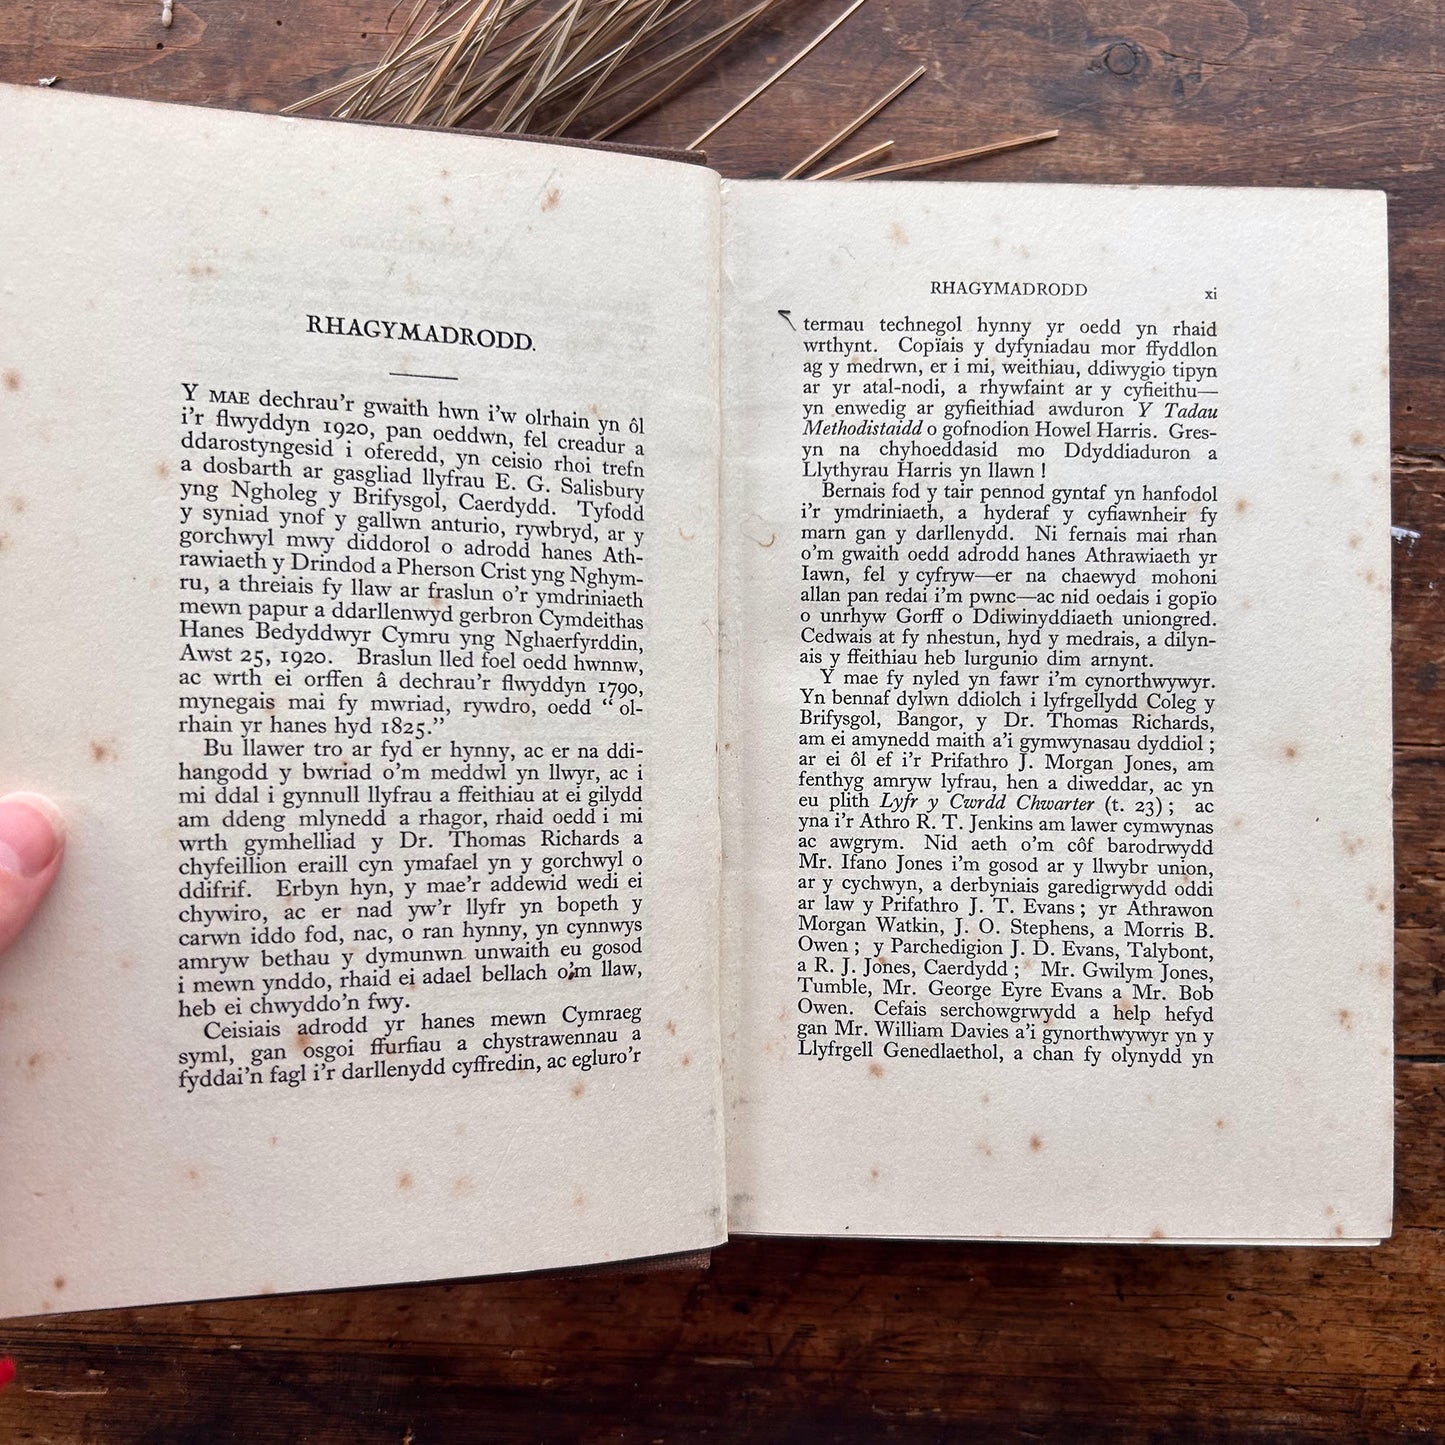 RHAGYMADRODD.
Y MAE dechrau'r gwaith hwn i'w olrhain yn ôl
i'r flwyddyn 1920, pan oeddwn, fel creadur a
ddarostyngesid i oferedd, yn ceisio rhoi trefn
a dosbarth ar gasgliad llyfrau E. G. Salisbury
yng Ngholeg y Brifysgol, Caerdydd. Tyfodd
y syniad ynof y gallwn anturio, rywbryd, ar y
gorchwyl mwy diddorol o adrodd hanes Ath-
rawiaeth y Drindod a Pherson Crist yng Nghym-
ru, a threiais fy llaw ar fraslun o'r ymdriniaeth
mewn papur a ddarllenwyd gerbron Cymdeithas
Hanes Bedyddwyr Cymru yng Nghaerfyrddin,
Awst 25, 1920. Braslun lled foel oedd hwnnw,
ac wrth ei orffen â dechrau'r flwyddyn 1790,
mynegais mai fy mwriad, rywdro, oedd “ ol-
rhain yr hanes hyd 1825.”
Bu llawer tro ar fyd er hynny, ac er na ddi-
hangodd y bwriad o'm meddwl yn llwyr, ac i
mi ddal i gynnull llyfrau a ffeithiau at ei gilydd
am ddeng mlynedd a rhagor, rhaid oedd i mi
wrth gymhelliad y Dr. Thomas Richards a
chyfeillion eraill cyn ymafael yn y gorchwyl o
ddifrif. Erbyn hyn, y mae'r addewid wedi ei
chywiro, ac er nad yw'r llyfr yn bopeth y
carwn iddo fod, nac, o ran hynny, yn cynnwys
amryw bethau y dymunwn unwaith eu gosod
i mewn ynddo, rhaid ei adael bellach o'm llaw,
heb ei chwyddo'n fwy.
Ceisiais adrodd yr hanes mewn Cymraeg
syml, gan osgoi ffurfiau a chystrawennau a
fyddai'n fagl i'r darllenydd cyffredin, ac egluro'r
RHAGYMADRODD xi
termau technegol hynny yr oedd yn rhaid
wrthynt. Copïais y dyfyniadau mor ffyddlon
ag y medrwn, er i mi, weithiau, ddiwygio tipyn
ar yr atal-nodi, a rhywfaint ar y cyfieithu—
yn enwedig ar gyfieithiad awduron Y Tadau
Methodistaidd o gofnodion Howel Harris. Gres-
yn na chyhoeddasid mo Ddyddiaduron a
Llythyrau Harris yn llawn !
Bernais fod y tair pennod gyntaf yn hanfodol
i'r ymdriniaeth, a hyderaf y cyfiawnheir fy
marn gan y darllenydd. Ni fernais mai rhan
o'm gwaith oedd adrodd hanes Athrawiaeth yr
Iawn, fel y cyfryw—er na chaewyd mohoni
allan pan redai i'm pwnc—ac nid oedais i gopïo
o unrhyw Gorff o Ddiwinyddiaeth uniongred.
Cedwais at fy nhestun, hyd y medrais, a dilyn-
ais y ffeithiau heb lurgunio dim arnynt.
Y mae fy nyled yn fawr i'm cynorthwywyr.
Yn bennaf dylwn ddiolch i lyfrgellydd Coleg y
Brifysgol, Bangor, y Dr. Thomas Richards,
am ei amynedd maith a'i gymwynasau dyddiol ;
ar ei ôl ef i'r Prifathro J. Morgan Jones, am
fenthyg amryw lyfrau, hen a diweddar, ac yn
eu plith Lyfr y Cwrdd Chwarter (t. 23) ; ac
yna i'r Athro R. T. Jenkins am lawer cymwynas
ac awgrym. Nid aeth o'm côf barodrwydd
Mr. Ifano Jones i'm gosod ar y llwybr union,
ar y cychwyn, a derbyniais garedigrwydd oddi
ar law y Prifathro J. T. Evans ; yr Athrawon
Morgan Watkin, J. O. Stephens, a Morris B.
Owen ; y Parchedigion J. D. Evans, Talybont,
a R. J. Jones, Caerdydd ; Mr. Gwilym Jones,
Tumble, Mr. George Eyre Evans a Mr. Bob
Owen. Cefais serchowgrwydd a help hefyd
gan Mr. William Davies a'i gynorthwywyr yn y
Llyfrgell Genedlaethol, a chan fy olynydd yn